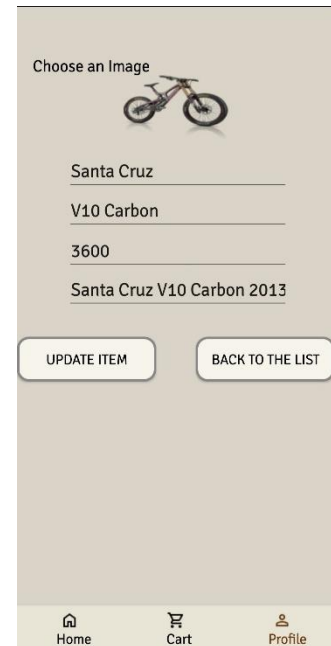 Choose an Image
Santa Cruz
V10 Carbon
3600
Santa Cruz V10 Carbon 2013
UPDATE ITEM
BACK TO THE LIST
Home
Cart
Profile